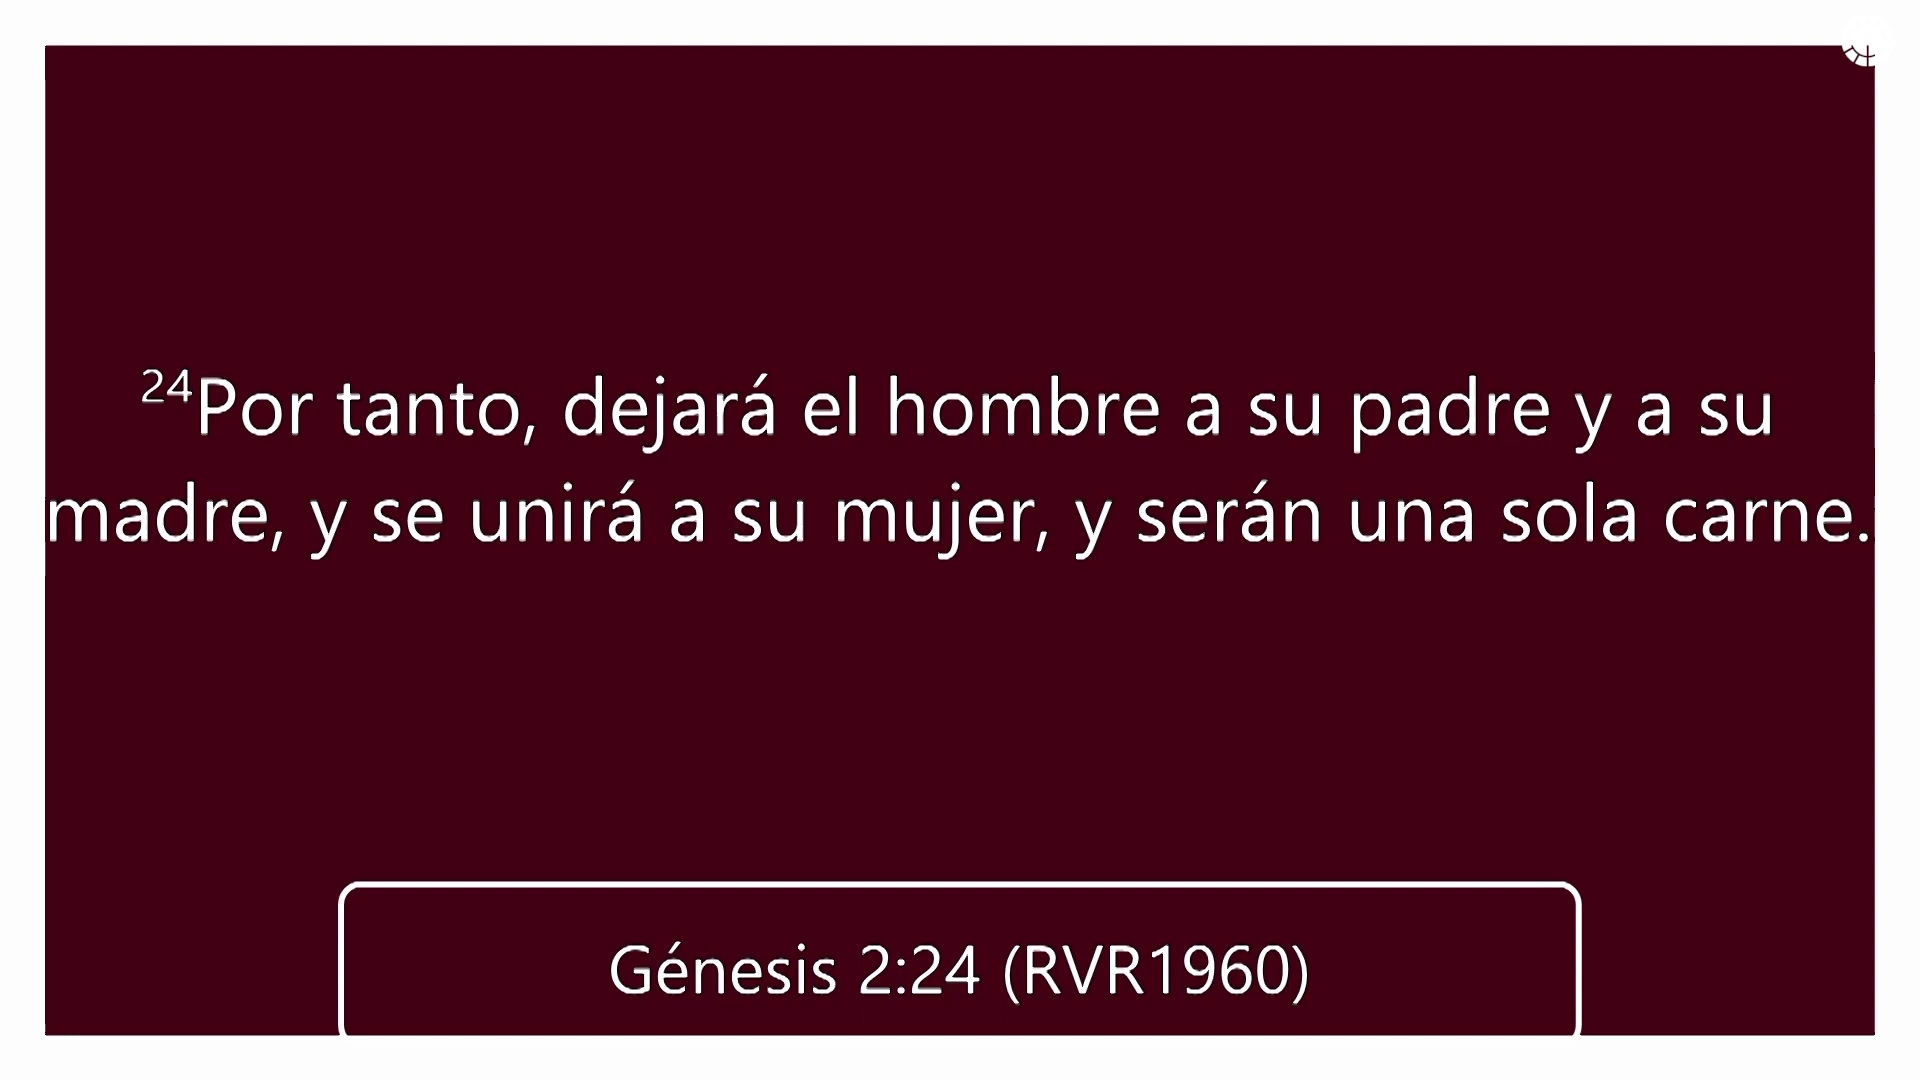 24Por tanto, dejará el hombre a su padre y a su
madre, y se unirá a su mujer, y serán una sola carne.
Génesis 2:24 (RVR1960)